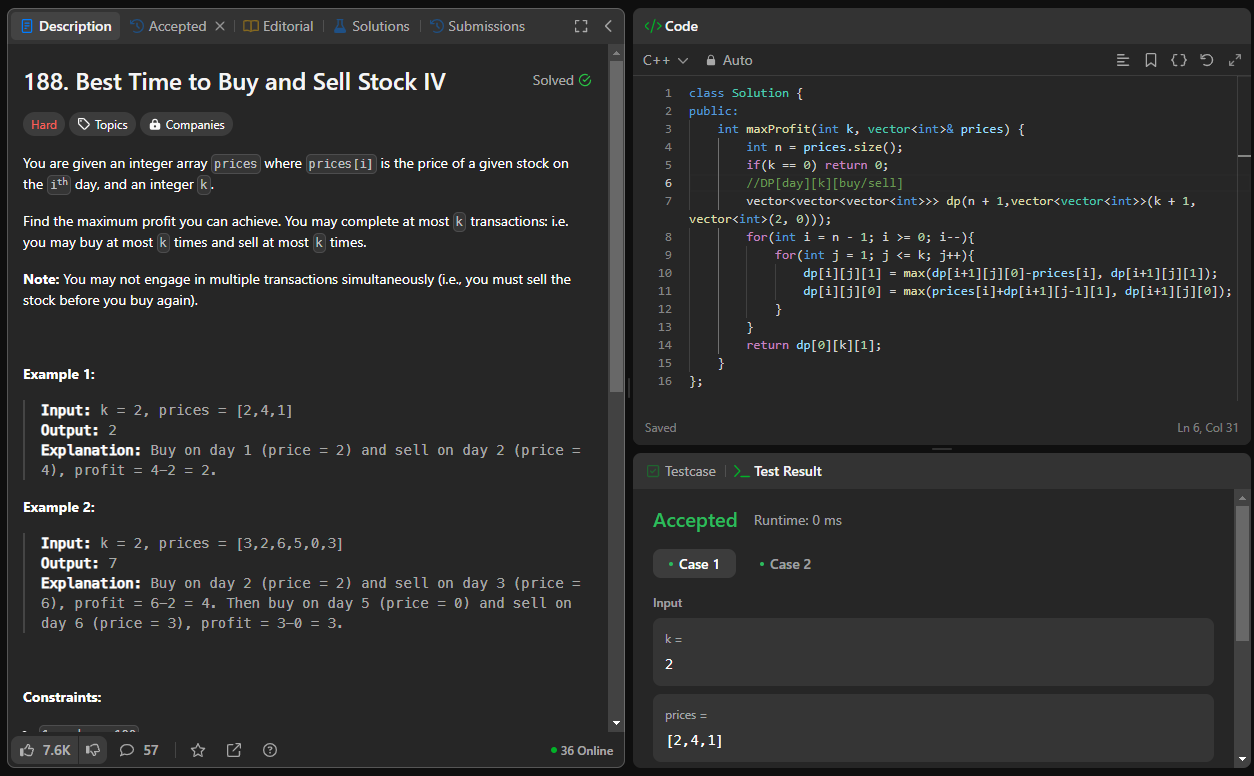 Description
Accepted
Editorial
Solutions
Submissions
188. Best Time to Buy and Sell Stock IV
Solved
Hard
Topics
Companies
You are given an integer array prices where prices[i] is the price of a given stock on
the ith day, and an integer k.
Find the maximum profit you can achieve. You may complete at most k transactions: i.e.
you may buy at most k times and sell at most k times.
Note: You may not engage in multiple transactions simultaneously (i.e., you must sell the
stock before you buy again).
Example 1:
Input: k = 2, prices = [2,4,1]
Output: 2
Explanation: Buy on day 1 (price = 2) and sell on day 2 (price =
4), profit = 4-2 = 2.
Example 2:
Input: k = 2, prices = [3,2,6,5,0,3]
Output: 7
Explanation: Buy on day 2 (price = 2) and sell on day 3 (price =
6), profit = 6-2 = 4. Then buy on day 5 (price = 0) and sell on
day 6 (price = 3), profit = 3-0 = 3.
Constraints:
7.6K
57
36 Online
</> Code
C++
Auto
1 class Solution {
2 public:
3 int maxProfit(int k, vector<int>& prices) {
4 int n = prices.size();
5 if(k == 0) return 0;
6 //DP[day][k][buy/sell]
7 vector<vector<vector<int>>> dp(n + 1,vector<vector<int>>(k + 1,
vector<int>(2, 0)));
8 for(int i = n - 1; i >= 0; i--){
9 for(int j = 1; j <= k; j++){
10 dp[i][j][1] = max(dp[i+1][j][0]-prices[i], dp[i+1][j][1]);
11 dp[i][j][0] = max(prices[i]+dp[i+1][j-1][1], dp[i+1][j][0]);
12 }
13 }
14 return dp[0][k][1];
15 }
16 };
Saved
Ln 6, Col 31
Testcase
>_ Test Result
Accepted
Runtime: 0 ms
• Case 1
• Case 2
Input
k =
2
prices =
[2,4,1]